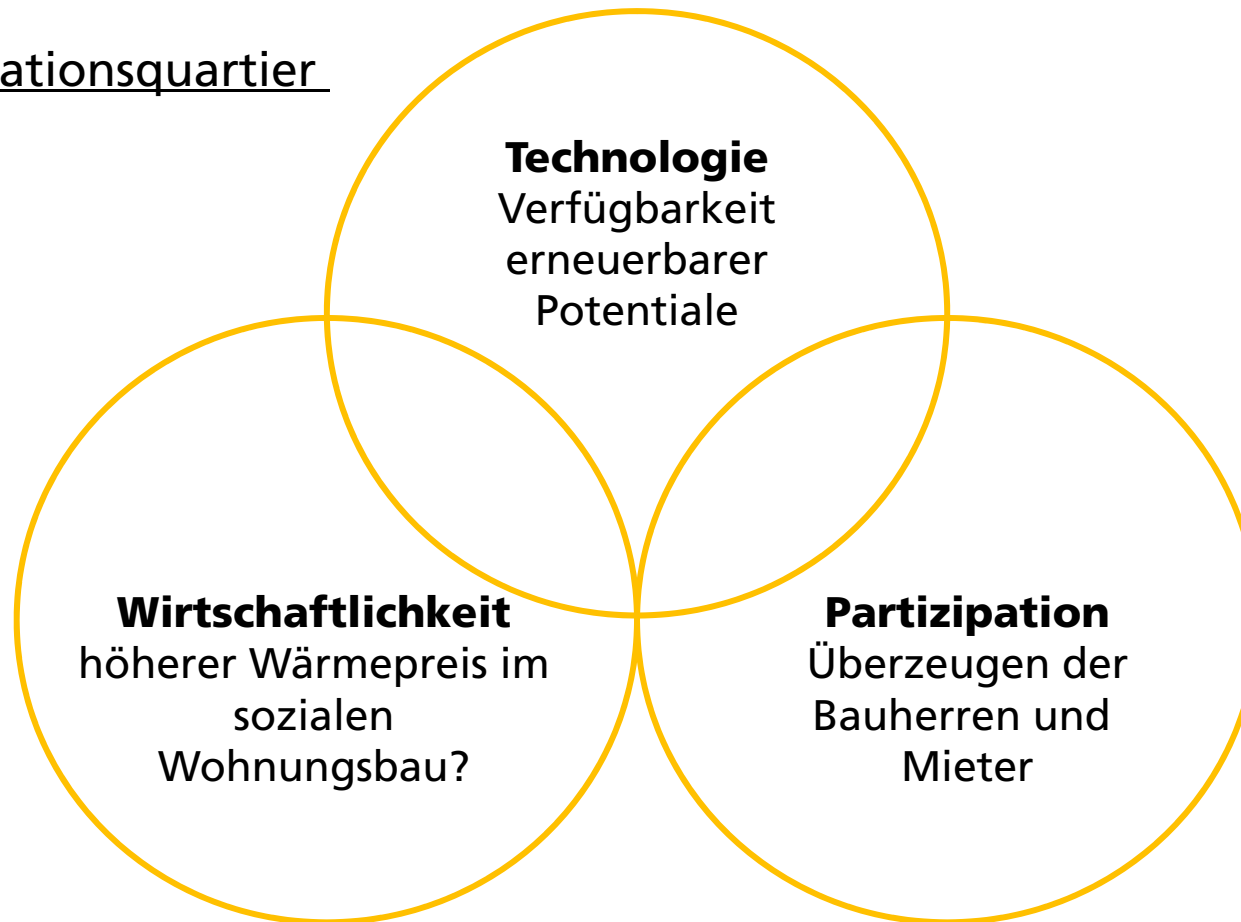 ationsquartier
Technologie
Verfügbarkeit
erneuerbarer
Potentiale
Wirtschaftlichkeit
höherer Wärmepreis im
sozialen
Wohnungsbau?
Partizipation
Überzeugen der
Bauherren und
Mieter